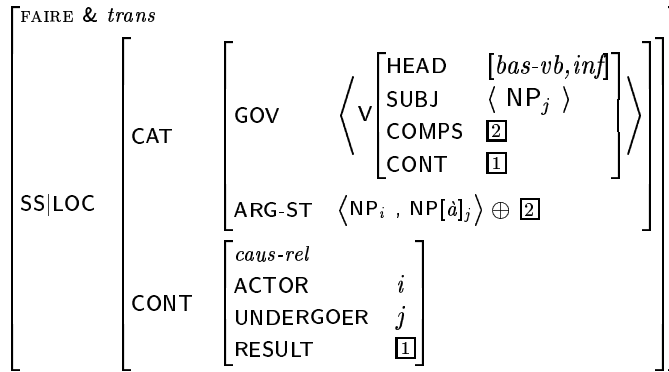 FAIRE & trans
HEAD [bas-vb,inf]
SUBJ ⟨ NPj ⟩
GOV ⟨ V COMPS 2 ⟩
CAT
CONT 1
SS|LOC
ARG-ST ⟨NPi , NP[à]j⟩ ⊕ 2
caus-rel
ACTOR i
CONT
UNDERGOER j
RESULT 1